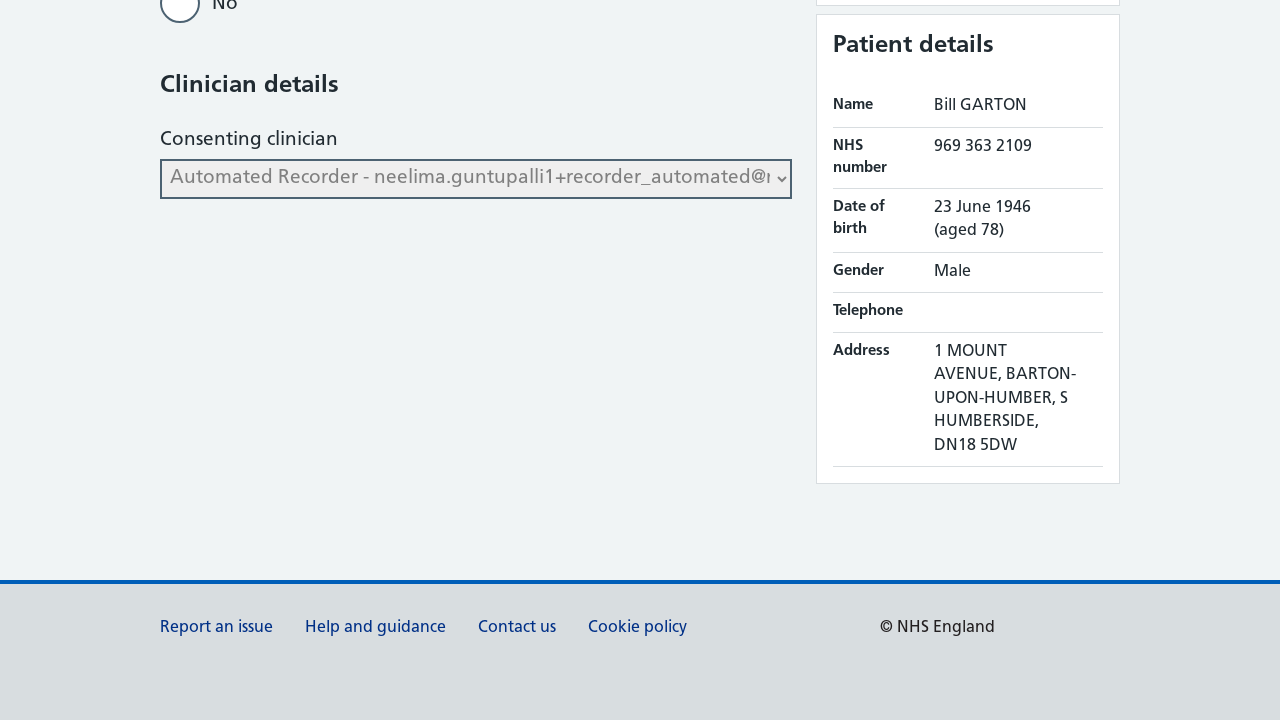 No
Clinician details
Consenting clinician
Automated Recorder - neelima.guntupalli1+recorder_automated@
Patient details
Name Bill GARTON
NHS number 969 363 2109
Date of birth 23 June 1946 (aged 78)
Gender Male
Telephone
Address 1 MOUNT
AVENUE, BARTON-
UPON-HUMBER, S
HUMBERSIDE,
DN18 5DW
Report an issue Help and guidance Contact us Cookie policy © NHS England